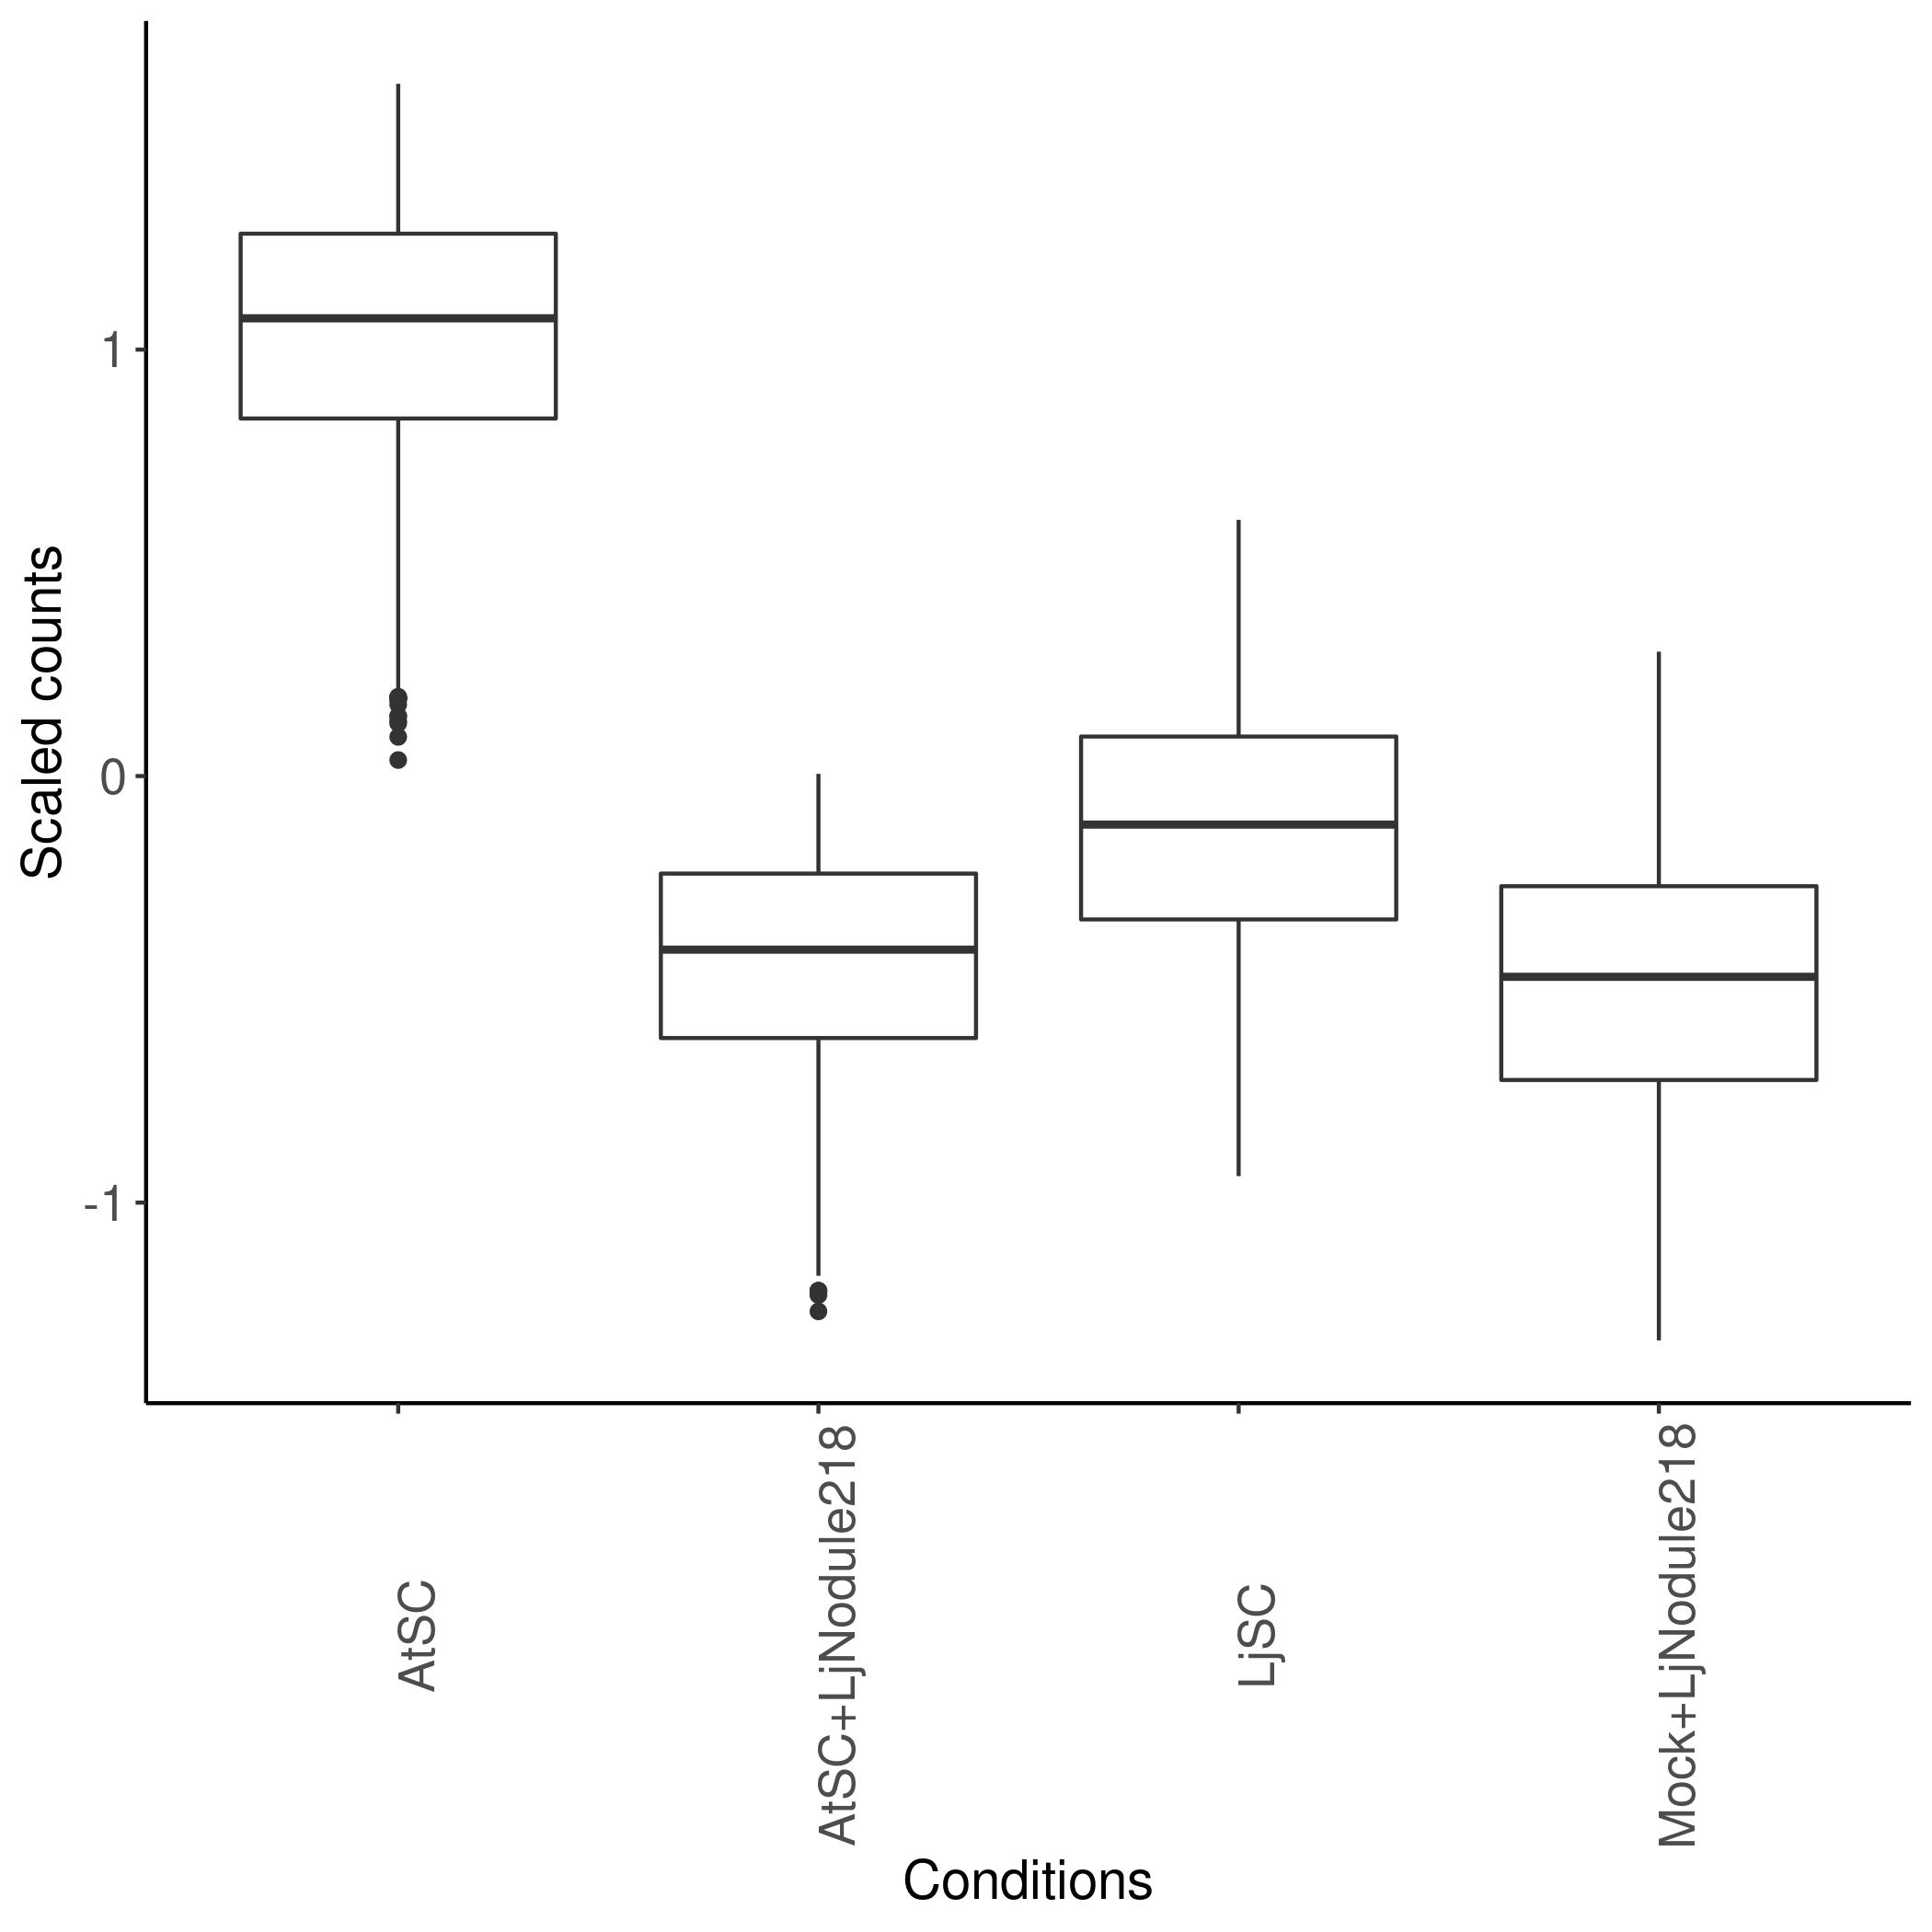 Scaled counts
1
0
-1
AtSC
AtSC+LjNodule218
LjSC
Mock+LjNodule218
Conditions